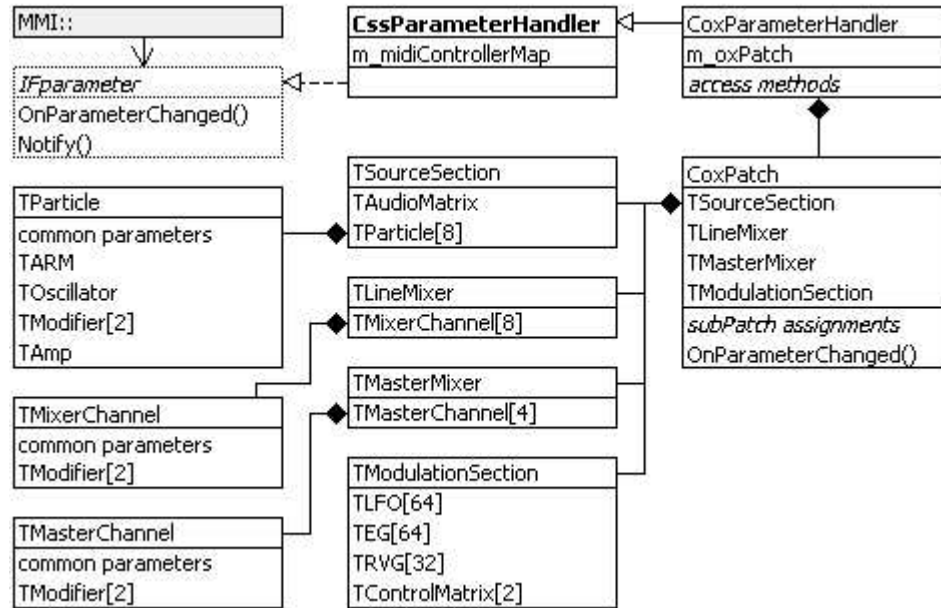 MMI::
IFparameter
OnParameterChanged()
Notify()
CssParameterHandler
m_midiControllerMap
CoxParameterHandler
m_oxPatch
access methods
TParticle
common parameters
TARM
TOscillator
TModifier[2]
TAmp
TSourceSection
TAudioMatrix
TParticle[8]
CoxPatch
TSourceSection
TLineMixer
TMasterMixer
TModulationSection
subPatch assignments
OnParameterChanged()
TLineMixer
TMixerChannel[8]
TMasterMixer
TMasterChannel[4]
TMixerChannel
common parameters
TModifier[2]
TModulationSection
TLFO[64]
TEG[64]
TRVG[32]
TControlMatrix[2]
TMasterChannel
common parameters
TModifier[2]